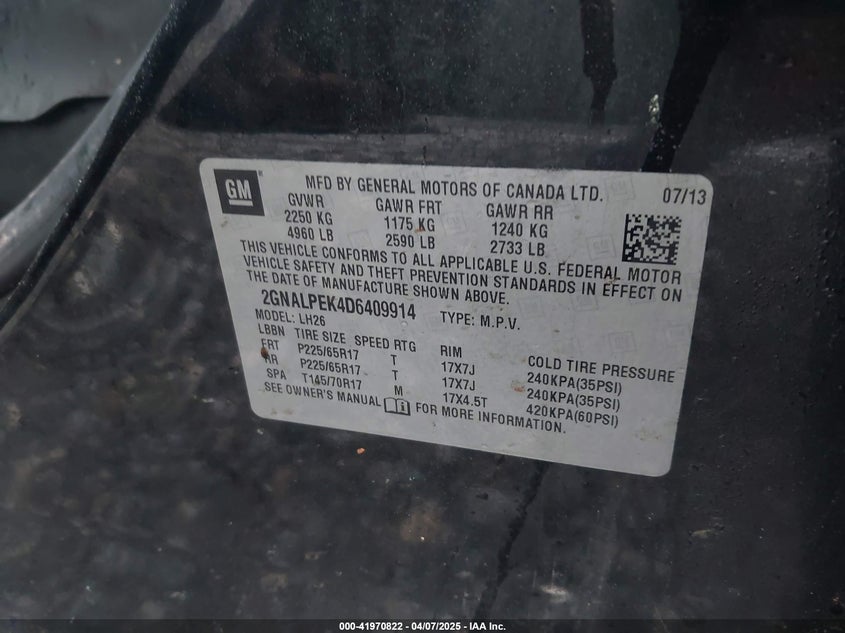 GM
MFD BY GENERAL MOTORS OF CANADA LTD. 07/13
GVWR GAWR FRT GAWR RR
2250 KG 1175 KG 1240 KG
4960 LB 2590 LB 2733 LB
THIS VEHICLE CONFORMS TO ALL APPLICABLE U.S. FEDERAL MOTOR
VEHICLE SAFETY AND THEFT PREVENTION STANDARDS IN EFFECT ON
THE DATE OF MANUFACTURE SHOWN ABOVE.
2GNALPEK4D6409914 TYPE: M.P.V.
MODEL: LH26
LBBN TIRE SIZE SPEED RTG RIM COLD TIRE PRESSURE
FRT P225/65R17 T 17X7J 240KPA(35PSI)
RR P225/65R17 T 17X7J 240KPA(35PSI)
SPA T145/70R17 M 17X4.5T 420KPA(60PSI)
SEE OWNER'S MANUAL FOR MORE INFORMATION.
000-41970822 - 04/07/2025 - IAA Inc.